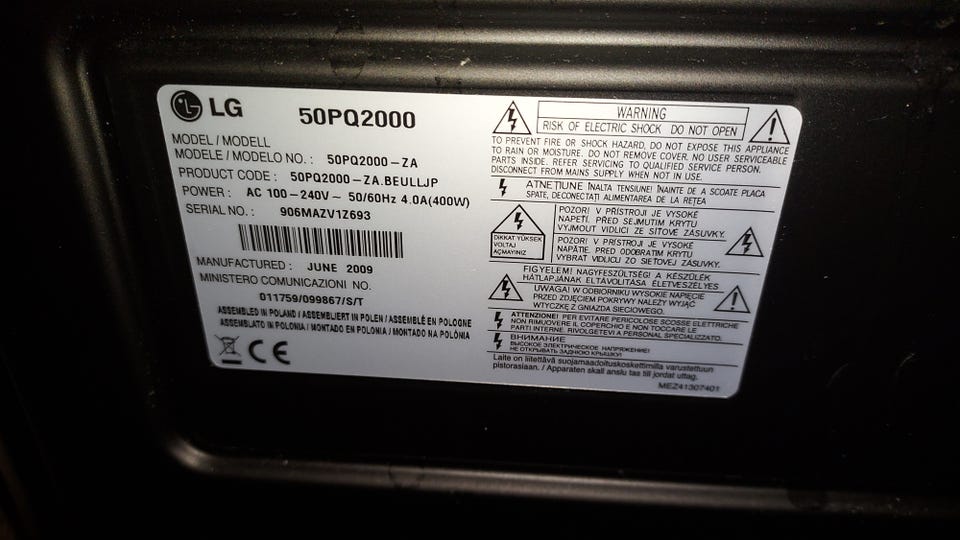 LG 50PQ2000
MODEL / MODELL
MODELE / MODELO NO. : 50PQ2000-ZA
PRODUCT CODE : 50PQ2000-ZA.BEULLJP
POWER : AC 100-240V~ 50/60Hz 4.0A(400W)
SERIAL NO. : 906MAZV1Z693
MANUFACTURED : JUNE 2009
MINISTERO COMUNICAZIONI NO.
011759/099867/S/T
ASSEMBLED IN POLAND / ASSEMBLIERT IN POLEN / ASSEMBLÉ EN POLOGNE
ASSEMBLATO IN POLONIA / MONTADO EN POLONIA / MONTADO NA POLÓNIA
CE
WARNING
RISK OF ELECTRIC SHOCK DO NOT OPEN
TO PREVENT FIRE OR SHOCK HAZARD, DO NOT EXPOSE THIS APPLIANCE
TO RAIN OR MOISTURE. DO NOT REMOVE COVER. NO USER SERVICEABLE
PARTS INSIDE. REFER SERVICING TO QUALIFIED SERVICE PERSON.
DISCONNECT FROM MAINS SUPPLY WHEN NOT IN USE.
ATNEŢIUNE ÎNALTA TENSIUNE! ÎNAINTE DE A SCOATE PLACA
SPATE, DECONECTAŢI ALIMENTAREA DE LA REŢEA
DIKKAT YÜKSEK
VOLTAJ
AÇMAYINIZ
POZOR! V PŘÍSTROJI JE VYSOKÉ
NAPĚTÍ. PŘED SEJMUTIM KRYTU
VYJMOUT VIDLICI ZE SÍŤOVÉ ZÁSUVKY.
POZOR! V PRÍSTROJI JE VYSOKÉ
NAPÄTIE. PRED ODOBRATÍM KRYTU
VYBRAT VIDLICU ZO SIEŤOVEJ ZÁSUVKY.
FIGYELEM! NAGYFESZÜLTSÉG! A KÉSZÜLÉK
HÁTLAPJÁNAK ELTÁVOLÍTÁSA ÉLETVESZÉLYES
UWAGA! W ODBIORNIKU WYSOKIE NAPIĘCIE
PRZED ZDJĘCIEM POKRYWY NALEŻY WYJĄĆ
WTYCZKĘ Z GNIAZDA SIECIOWEGO.
ATTENZIONE! PER EVITARE PERICOLOSE SCOSSE ELETTRICHE
NON RIMUOVERE IL COPERCHIO E NON TOCCARE LE
PARTI INTERNE. RIVOLGETEVI A PERSONAL SPECIALIZZATO.
ВНИМАНИЕ
ВЫСОКОЕ ЭЛЕКТРИЧЕСКОЕ НАПРЯЖЕНИЕ!
НЕ ОТКРЫВАТЬ ЗАДНЮЮ КРЫШКУ!
Laite on liitettävä suojamaadoituskoskettimilla varustettuun
pistorasiaan. / Apparaten skall anslu tas till jordat uttag.
MEZ41307401